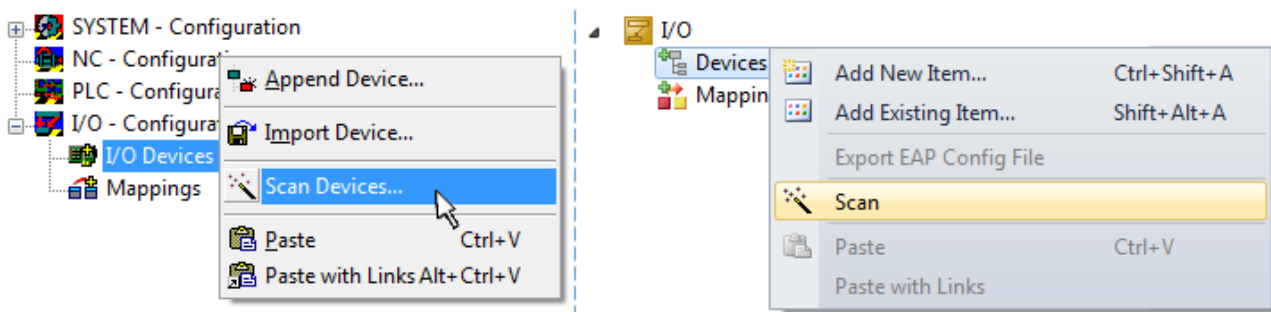 SYSTEM - Configuration
NC - Configurati
PLC - Configura
I/O - Configurat
I/O Devices
Mappings
Append Device...
Import Device...
Scan Devices...
Paste Ctrl+V
Paste with Links Alt+Ctrl+V
I/O
Devices
Mappin
Add New Item... Ctrl+Shift+A
Add Existing Item... Shift+Alt+A
Export EAP Config File
Scan
Paste Ctrl+V
Paste with Links